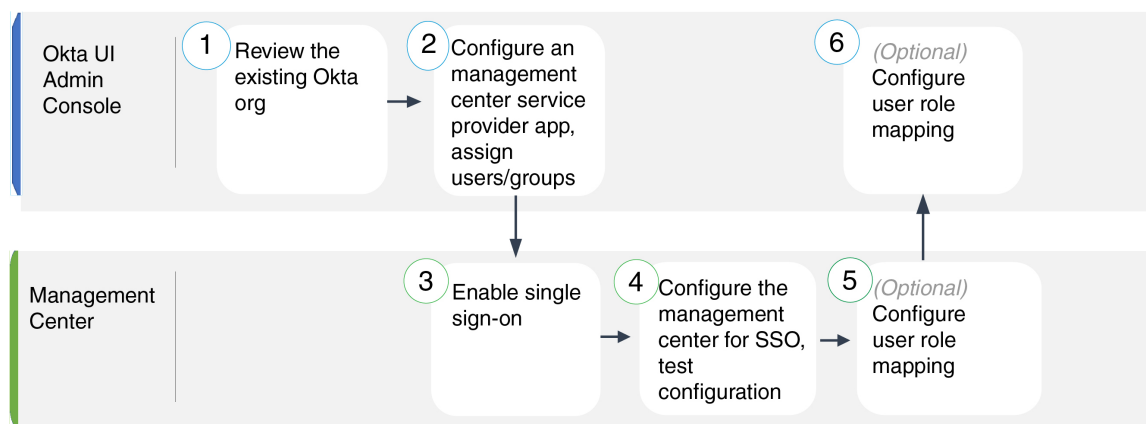 Okta UI
Admin
Console
1
Review the
existing Okta
org
2
Configure an
management
center service
provider app,
assign
users/groups
6
(Optional)
Configure
user role
mapping
Management
Center
3
Enable single
sign-on
4
Configure the
management
center for SSO,
test
configuration
5
(Optional)
Configure
user role
mapping